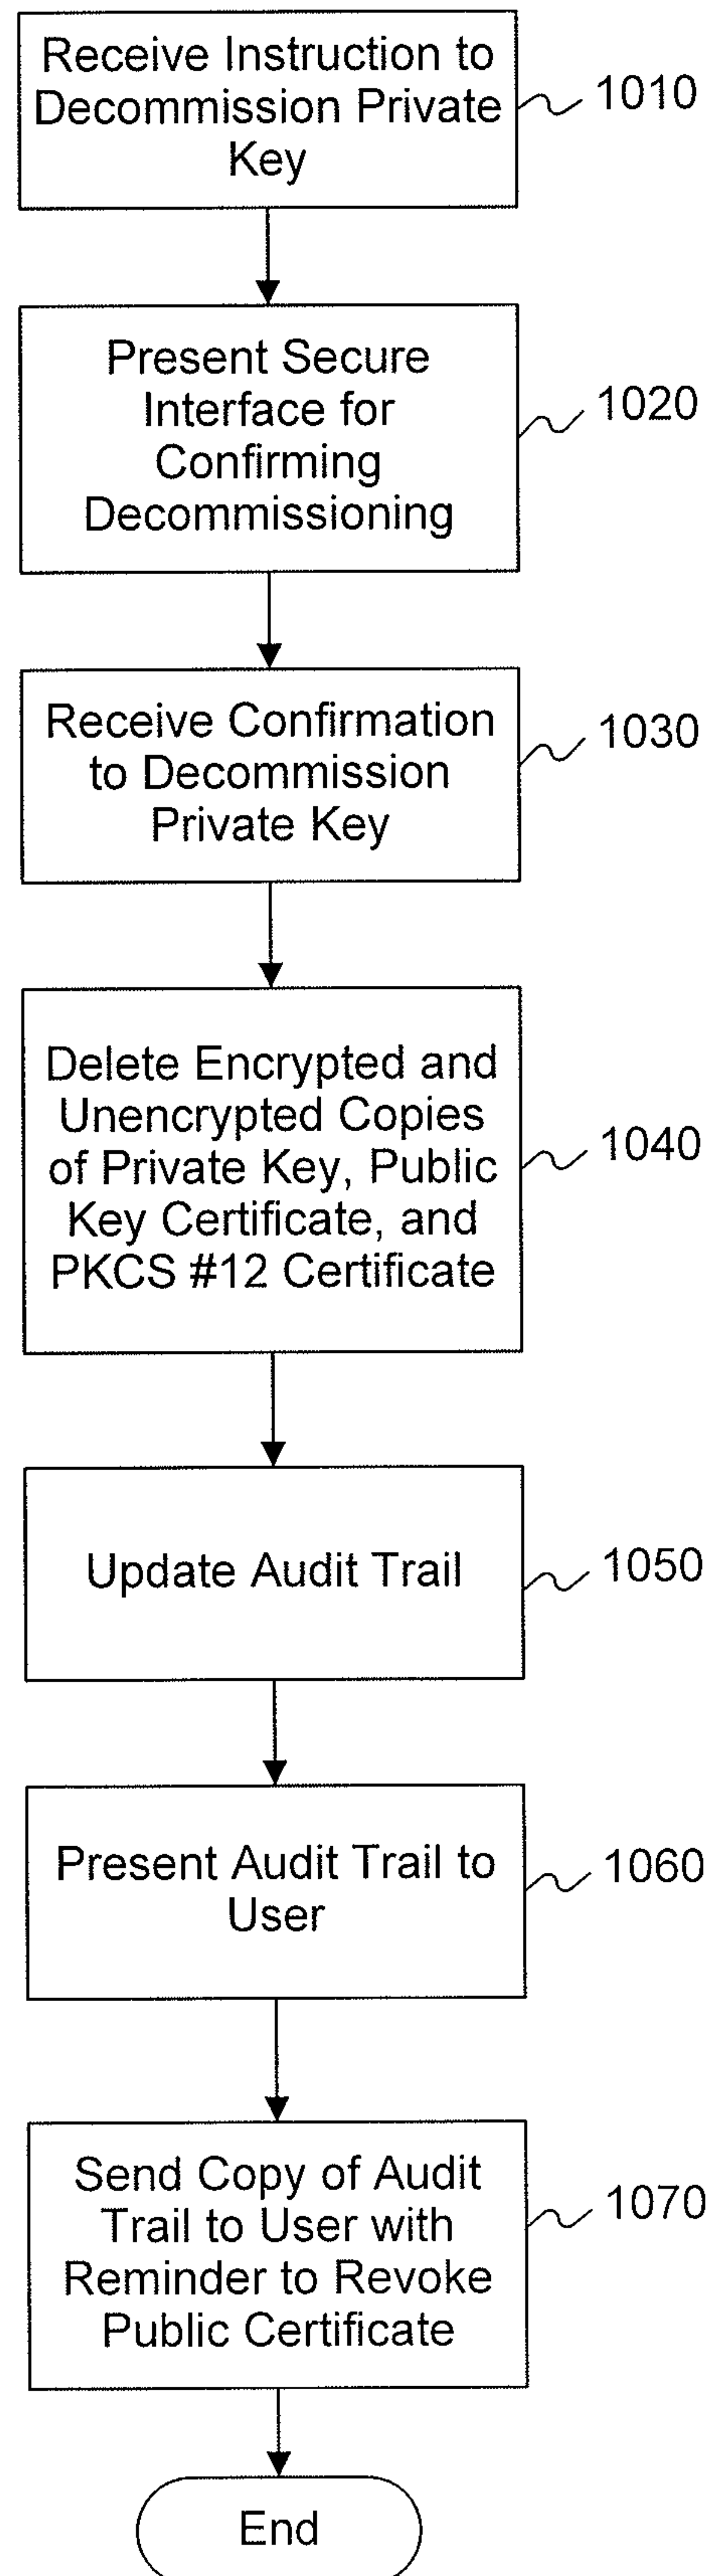 Receive Instruction to
Decommission Private
Key
1010
Present Secure
Interface for
Confirming
Decommissioning
1020
Receive Confirmation
to Decommission
Private Key
1030
Delete Encrypted and
Unencrypted Copies
of Private Key, Public
Key Certificate, and
PKCS #12 Certificate
1040
Update Audit Trail
1050
Present Audit Trail to
User
1060
Send Copy of Audit
Trail to User with
Reminder to Revoke
Public Certificate
1070
End